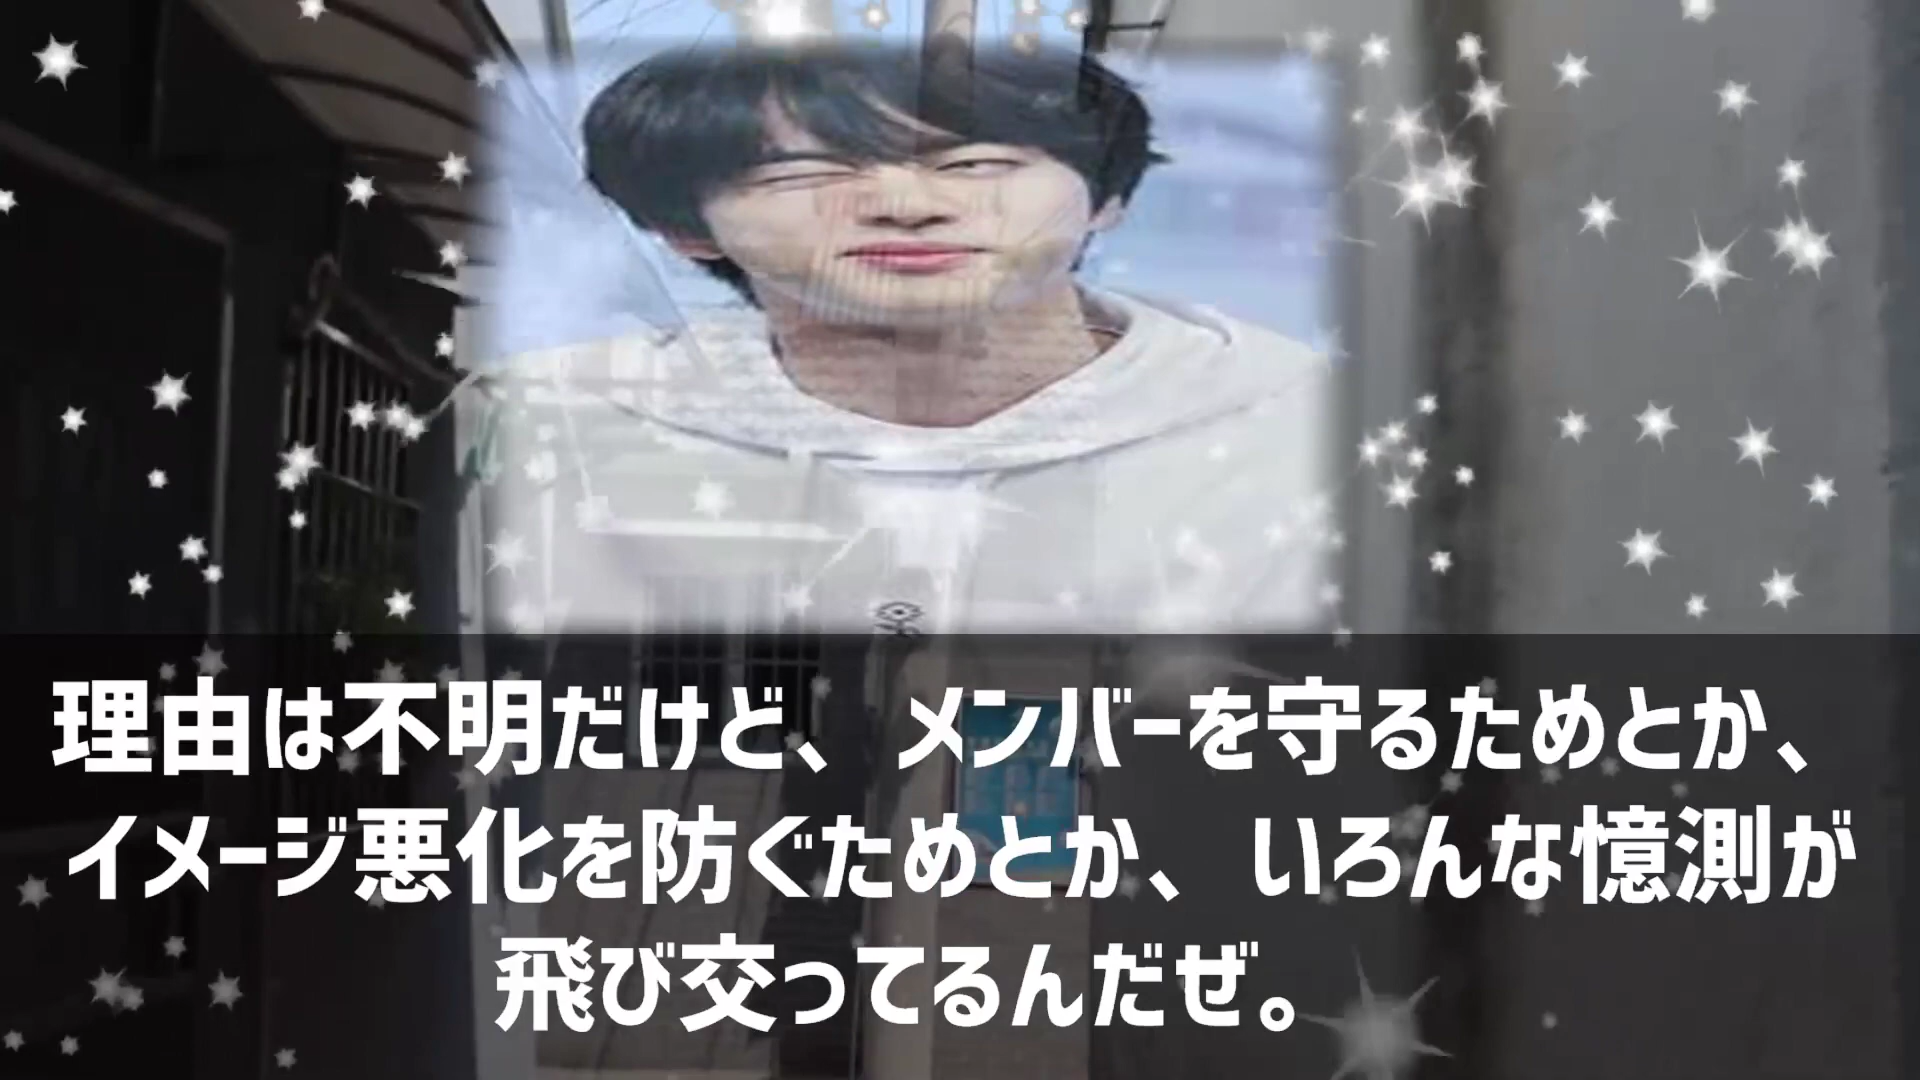 理由は不明だけど、メンバーを守るためとか、
イメージ悪化を防ぐためとか、いろんな憶測が
飛び交ってるんだぜ。